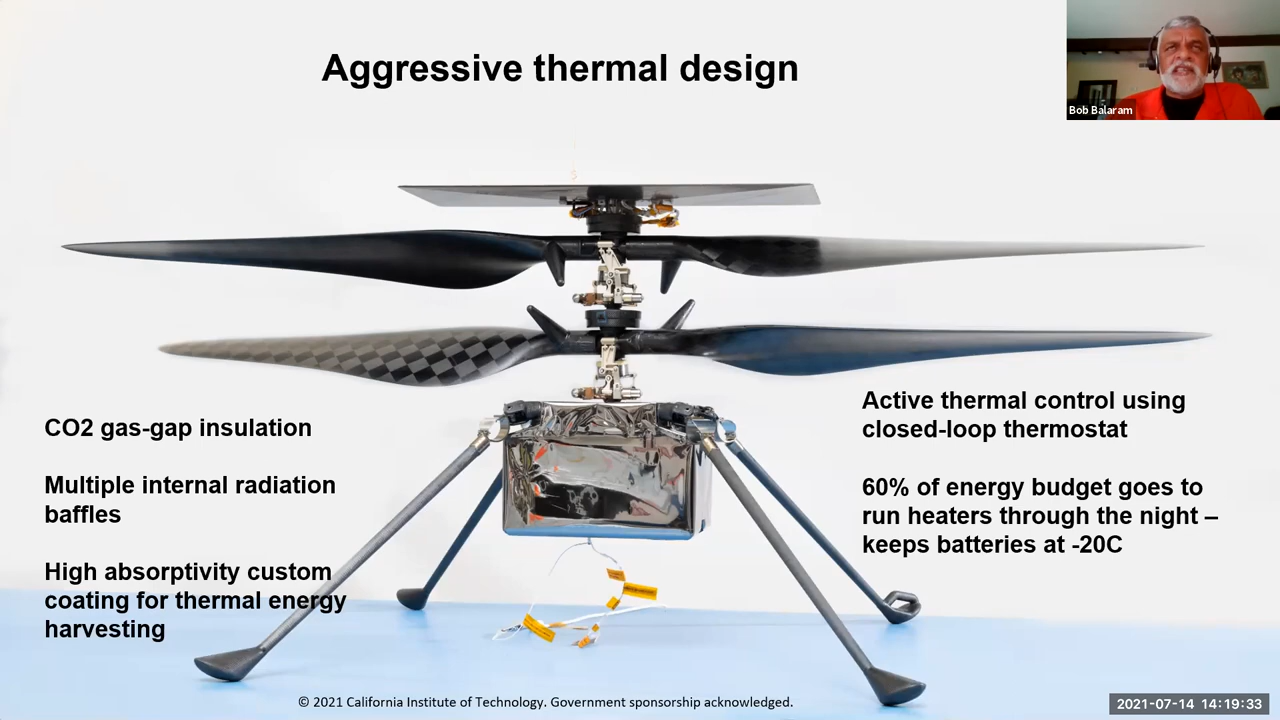 Aggressive thermal design
Bob Balaram
CO2 gas-gap insulation
Multiple internal radiation
baffles
High absorptivity custom
coating for thermal energy
harvesting
Active thermal control using
closed-loop thermostat
60% of energy budget goes to
run heaters through the night –
keeps batteries at -20C
© 2021 California Institute of Technology. Government sponsorship acknowledged.
2021-07-14 14:19:33